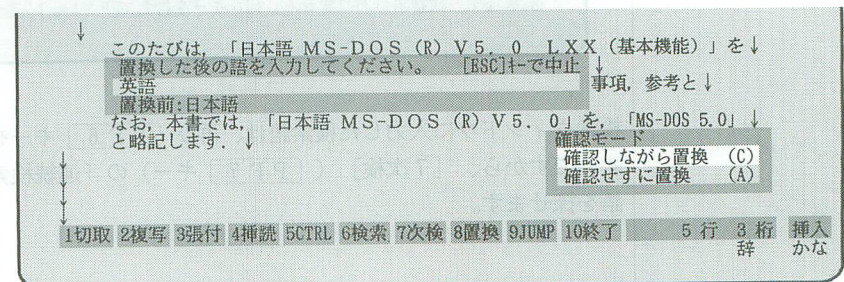 ↓
このたびは，「日本語 MS-DOS (R) V5．0　LXX (基本機能)」を↓
置換した後の語を入力してください。　[ESC]ｷｰで中止　↓
英語　事項，参考と↓
置換前:日本語
なお，本書では，「日本語 MS-DOS (R) V5．0」を，「MS-DOS 5.0」↓
と略記します．↓　確認モード
確認しながら置換　(C)
↓　確認せずに置換　(A)
↓
↓
↓
1切取 2複写 3張付 4挿読 5CTRL 6検索 7次検 8置換 9JUMP 10終了　5 行　3 桁　挿入
辞　かな